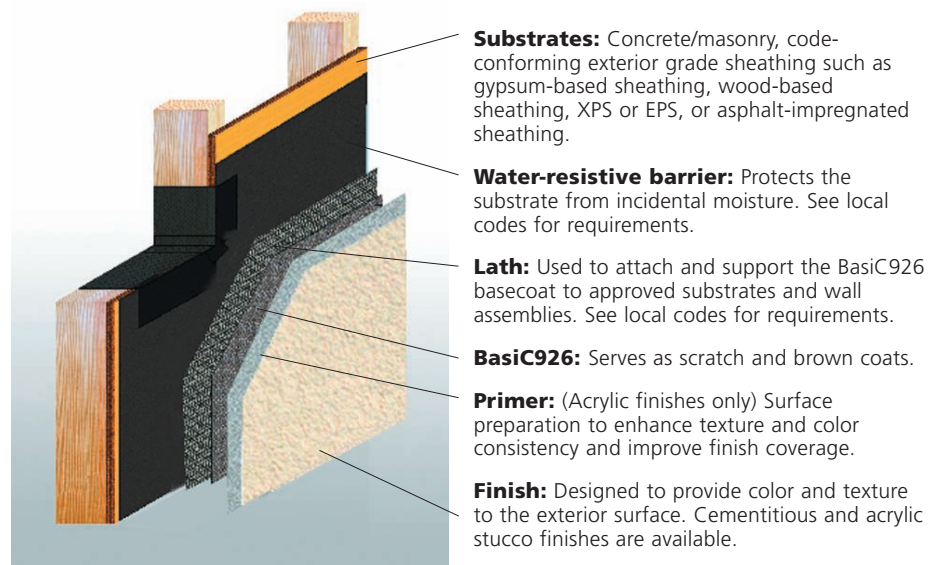 Substrates: Concrete/masonry, code-
conforming exterior grade sheathing such as
gypsum-based sheathing, wood-based
sheathing, XPS or EPS, or asphalt-impregnated
sheathing.
Water-resistive barrier: Protects the
substrate from incidental moisture. See local
codes for requirements.
Lath: Used to attach and support the BasiC926
basecoat to approved substrates and wall
assemblies. See local codes for requirements.
BasiC926: Serves as scratch and brown coats.
Primer: (Acrylic finishes only) Surface
preparation to enhance texture and color
consistency and improve finish coverage.
Finish: Designed to provide color and texture
to the exterior surface. Cementitious and acrylic
stucco finishes are available.